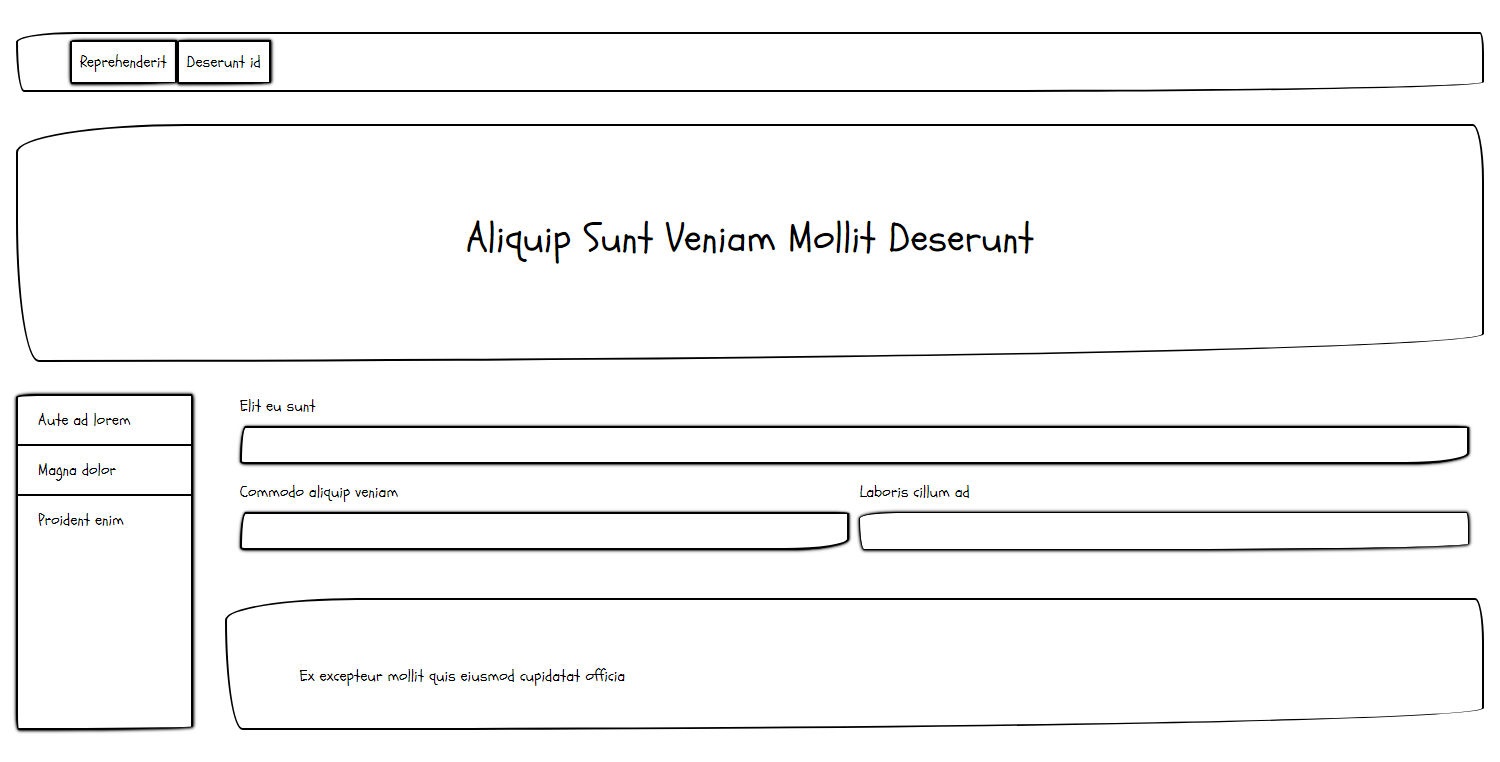 Reprehenderit Deserunt id
Aliquip Sunt Veniam Mollit Deserunt
Aute ad lorem
Magna dolor
Proident enim
Elit eu sunt
Commodo aliquip veniam
Laboris cillum ad
Ex excepteur mollit quis eiusmod cupidatat officia